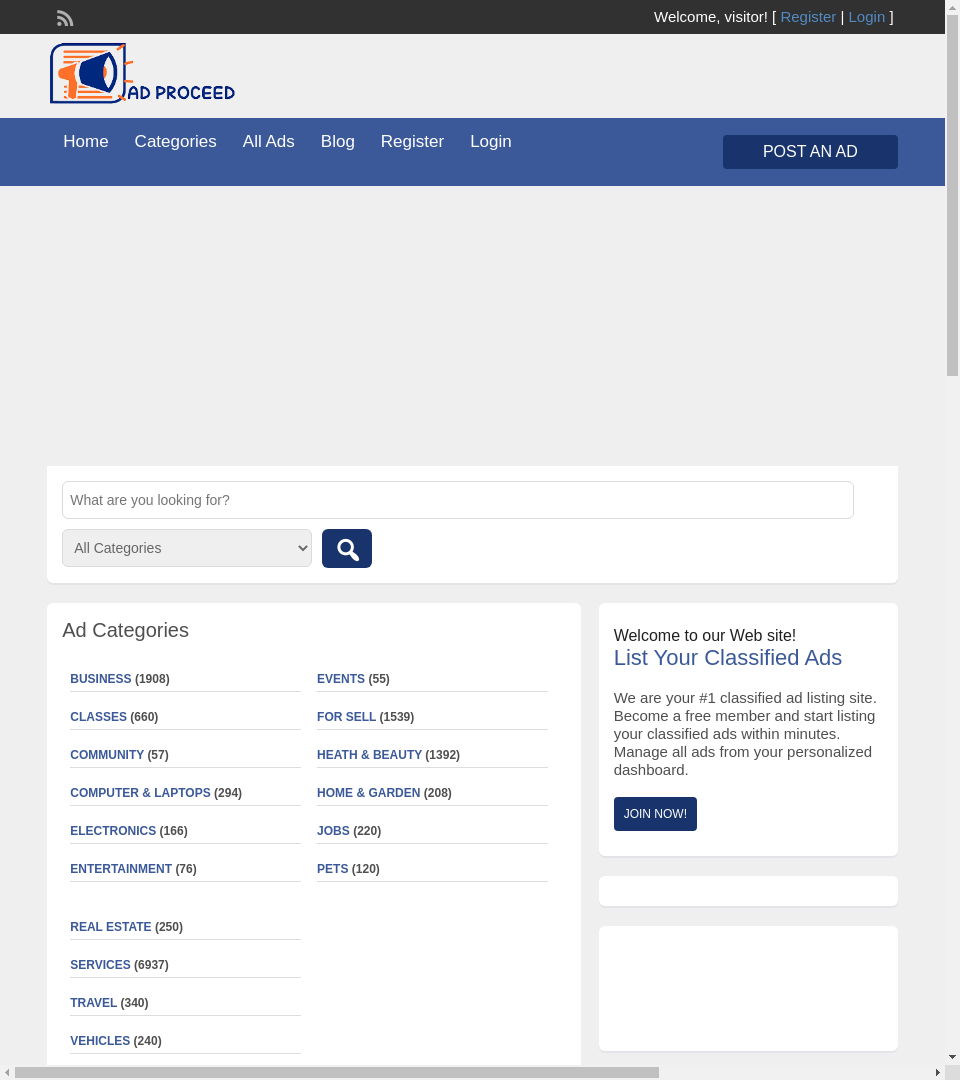 Welcome, visitor! [ Register | Login ]
AD PROCEED
Home Categories All Ads Blog Register Login
POST AN AD
What are you looking for?
All Categories
Ad Categories
BUSINESS (1908)
CLASSES (660)
COMMUNITY (57)
COMPUTER & LAPTOPS (294)
ELECTRONICS (166)
ENTERTAINMENT (76)
EVENTS (55)
FOR SELL (1539)
HEATH & BEAUTY (1392)
HOME & GARDEN (208)
JOBS (220)
PETS (120)
REAL ESTATE (250)
SERVICES (6937)
TRAVEL (340)
VEHICLES (240)
Welcome to our Web site!
List Your Classified Ads
We are your #1 classified ad listing site.
Become a free member and start listing
your classified ads within minutes.
Manage all ads from your personalized
dashboard.
JOIN NOW!